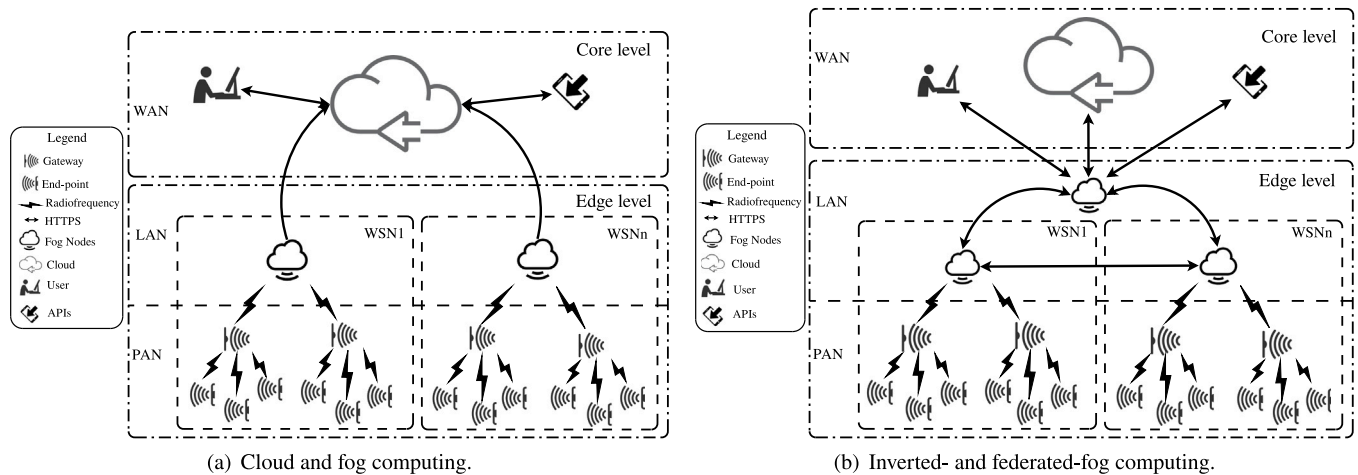 Core level
WAN
Legend
Gateway
End-point
Radiofrequency
HTTPS
Fog Nodes
Cloud
User
APIs
Edge level
LAN
WSN1
WSNn
PAN
(a) Cloud and fog computing.
Core level
WAN
Legend
Gateway
End-point
Radiofrequency
HTTPS
Fog Nodes
Cloud
User
APIs
Edge level
LAN
WSN1
WSNn
PAN
(b) Inverted- and federated-fog computing.